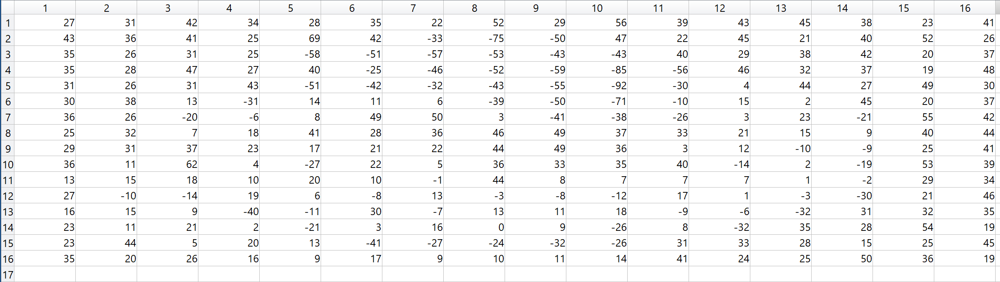 1 2 3 4 5 6 7 8 9 10 11 12 13 14 15 16
1 27 31 42 34 28 35 22 52 29 56 39 43 45 38 23 41
2 43 36 41 25 69 42 -33 -75 -50 47 22 45 21 40 52 26
3 35 26 31 25 -58 -51 -57 -53 -43 -43 40 29 38 42 20 37
4 35 28 47 27 40 -25 -46 -52 -59 -85 -56 46 32 37 19 48
5 31 26 31 43 -51 -42 -32 -43 -55 -92 -30 4 44 27 49 30
6 30 38 13 -31 14 11 6 -39 -50 -71 -10 15 2 45 20 37
7 36 26 -20 -6 8 49 50 3 -41 -38 -26 3 23 -21 55 42
8 25 32 7 18 41 28 36 46 49 37 33 21 15 9 40 44
9 29 31 37 23 17 21 22 44 49 36 3 12 -10 -9 25 41
10 36 11 62 4 -27 22 5 36 33 35 40 -14 2 -19 53 39
11 13 15 18 10 20 10 -1 44 8 7 7 7 1 -2 29 34
12 27 -10 -14 19 6 -8 13 -3 -8 -12 17 1 -3 -30 21 46
13 16 15 9 -40 -11 30 -7 13 11 18 -9 -6 -32 31 32 35
14 23 11 21 2 -21 3 16 0 9 -26 8 -32 35 28 54 19
15 23 44 5 20 13 -41 -27 -24 -32 -26 31 33 28 15 25 45
16 35 20 26 16 9 17 9 10 11 14 41 24 25 50 36 19
17